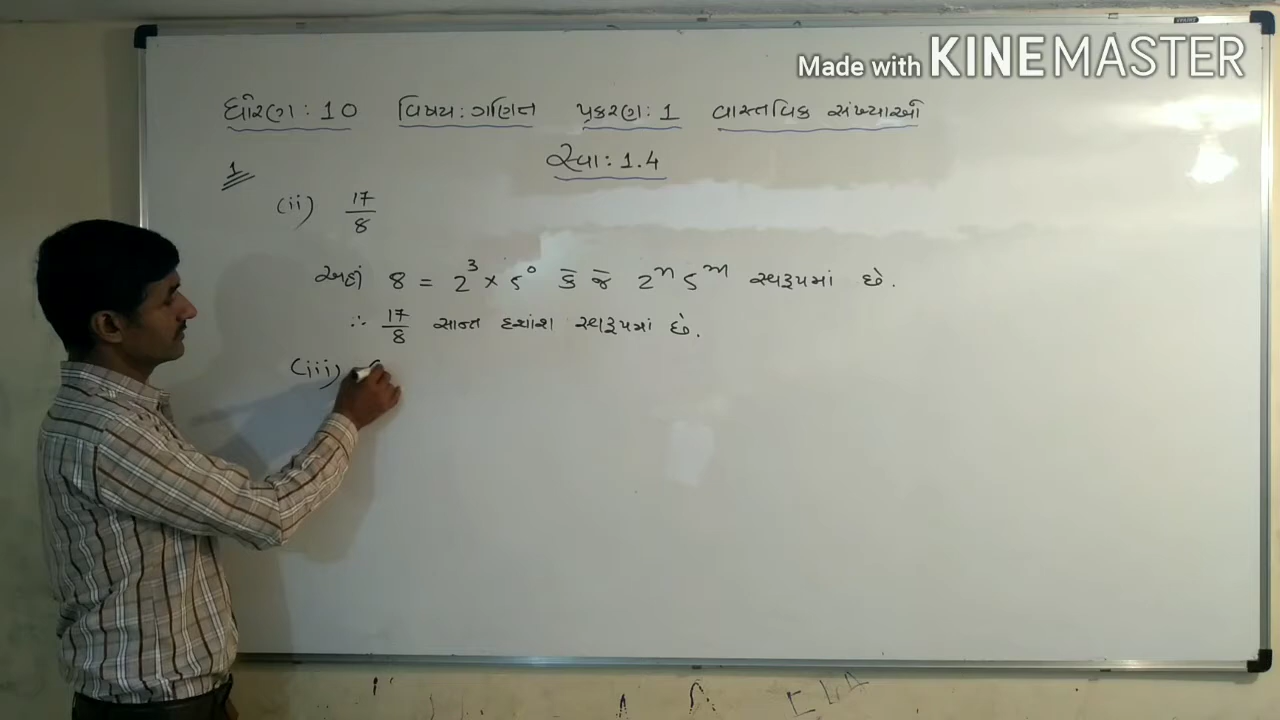 Made with KINEMASTER
ધોરણ : 10 વિષય : ગણિત પ્રકરણ : 1 વાસ્તવિક સંખ્યાઓ
સ્વા : 1.4
1
(ii) 17/8
અહીં 8 = 2³ × 5⁰ કે જે 2ⁿ 5ᵐ સ્વરૂપમાં છે.
∴ 17/8 સાન્ત દશાંશ સ્વરૂપમાં છે.
(iii)